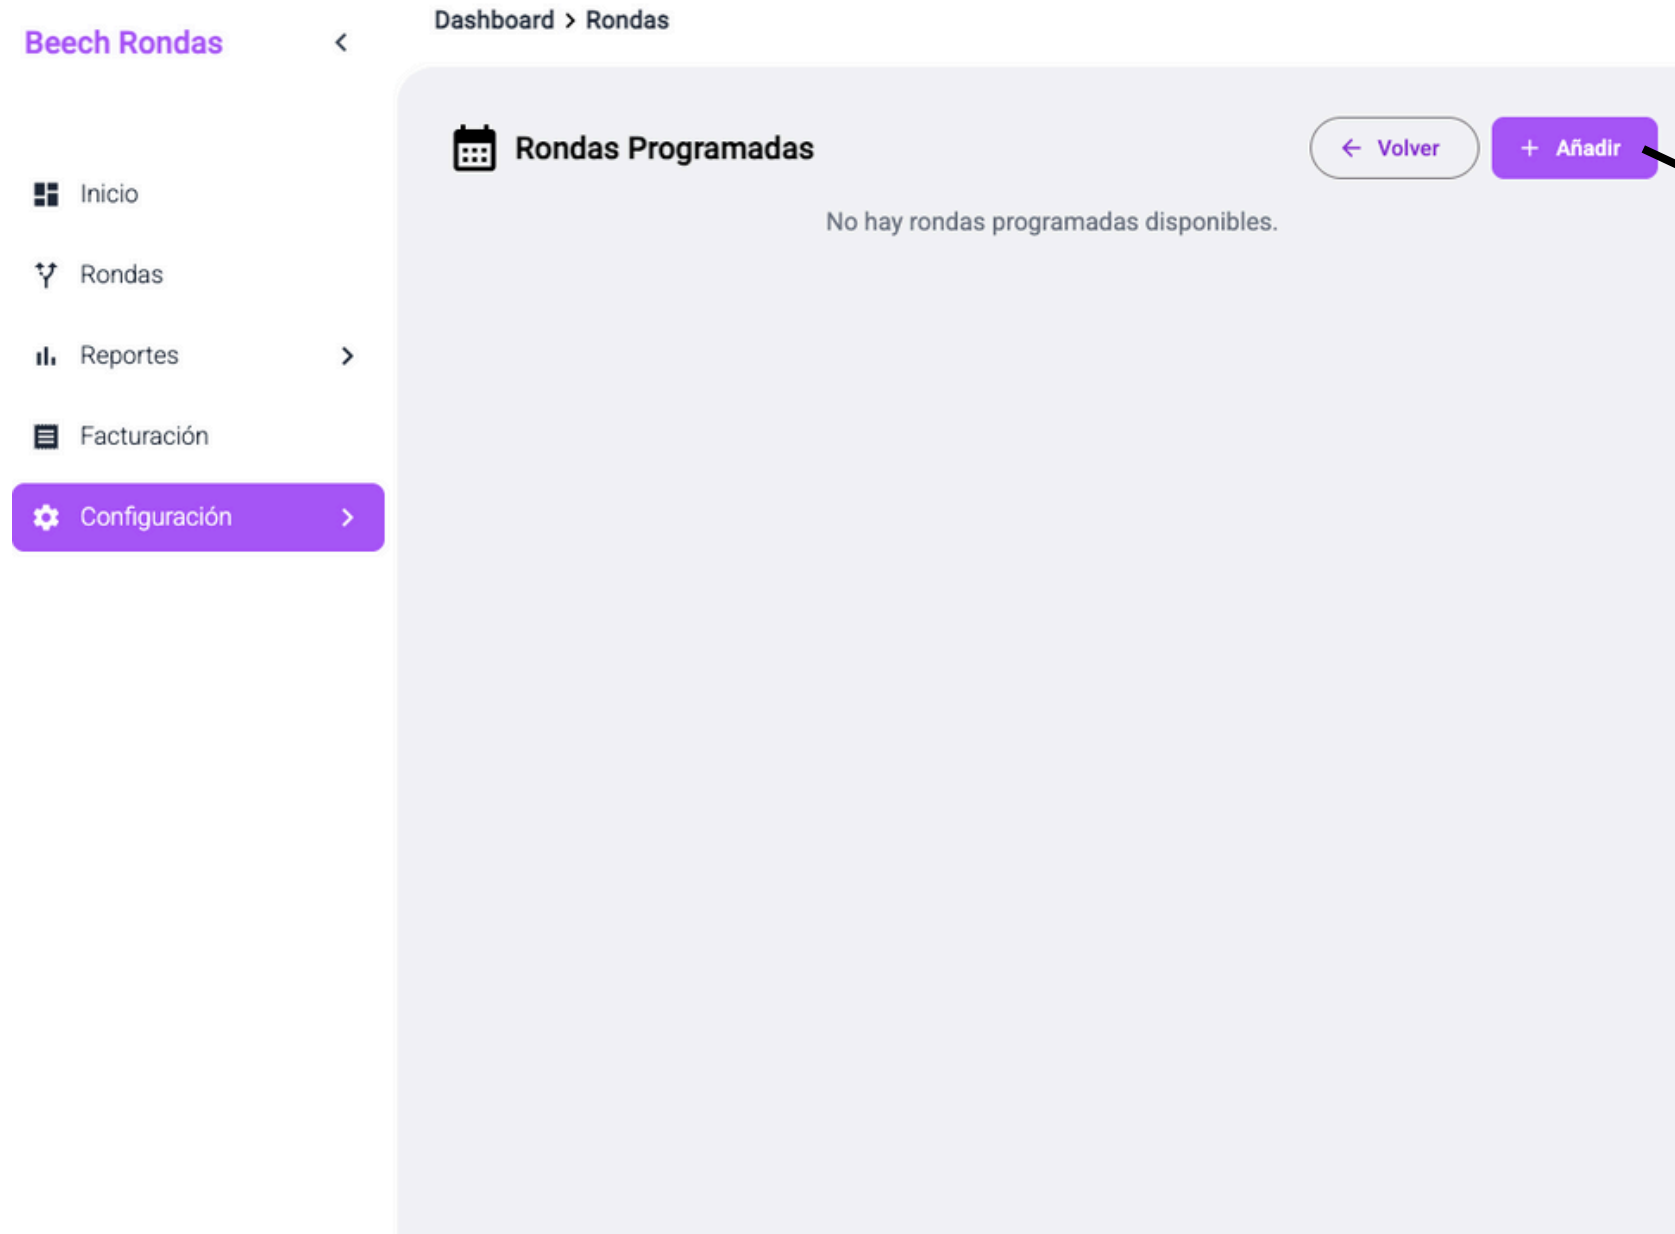 Beech Rondas
Dashboard > Rondas
Inicio
Rondas
Reportes
Facturación
Configuración
Rondas Programadas
Volver
+ Añadir
No hay rondas programadas disponibles.